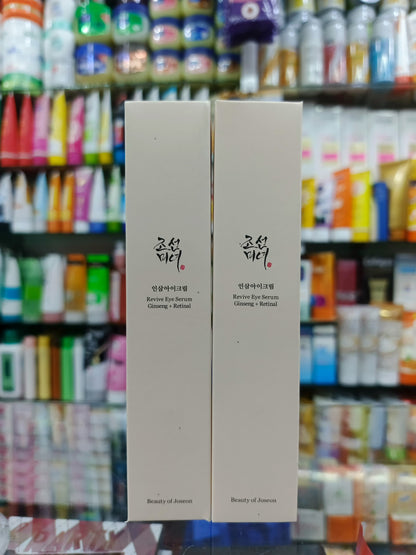 조선
미녀
인삼아이크림
Revive Eye Serum
Ginseng + Retinal
Beauty of Joseon
조선
미녀
인삼아이크림
Revive Eye Serum
Ginseng + Retinal
Beauty of Joseon